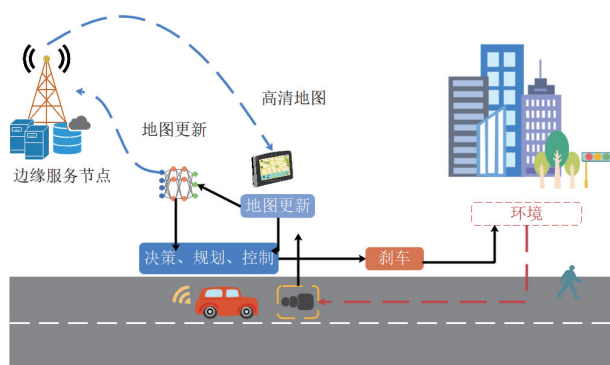 高清地图
地图更新
边缘服务节点
地图更新
环境
决策、规划、控制
刹车